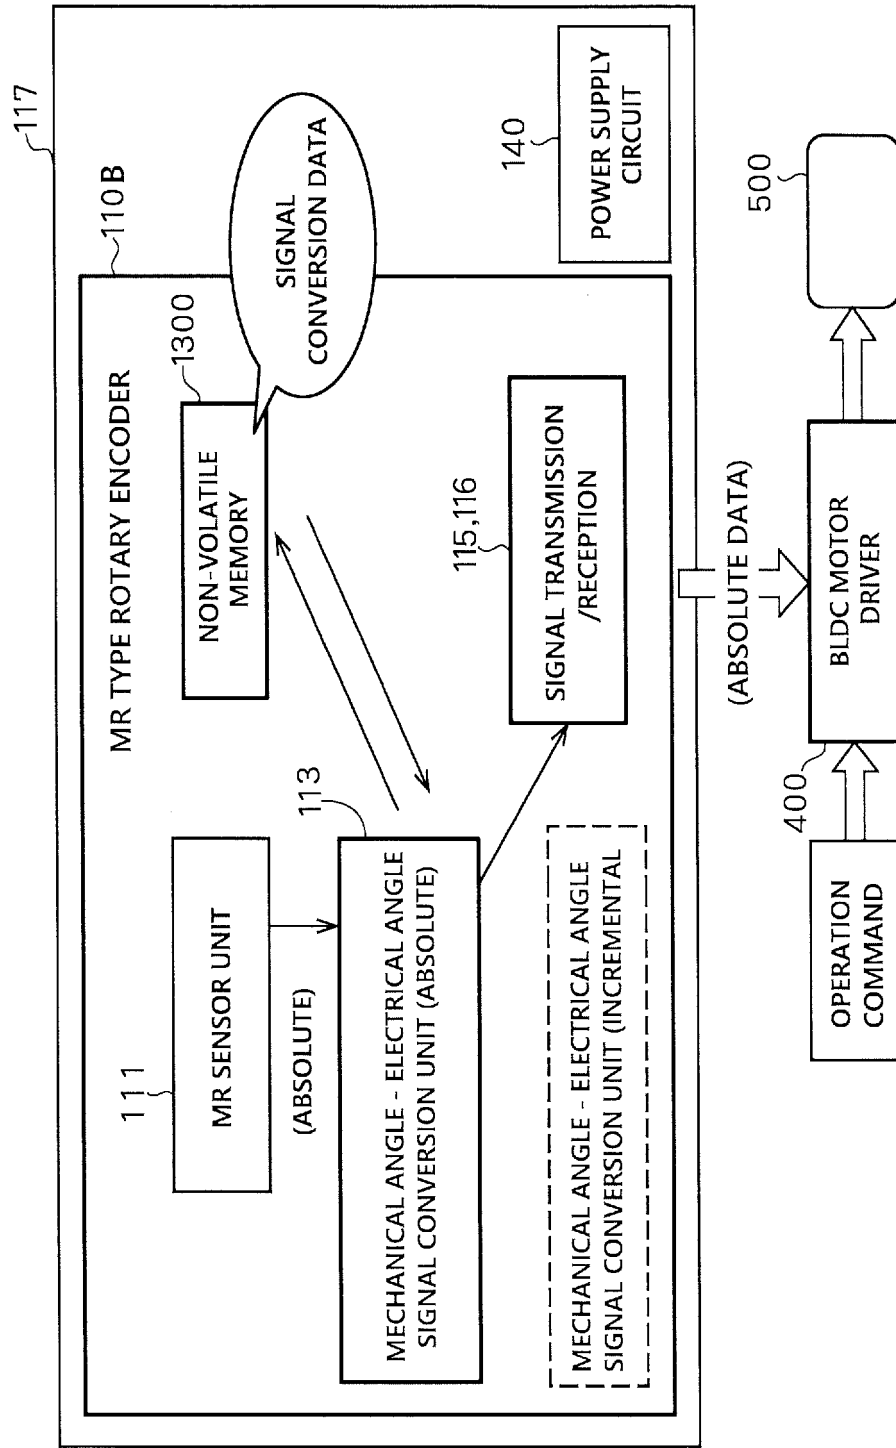 117
110B
MR TYPE ROTARY ENCODER
111
MR SENSOR UNIT
(ABSOLUTE)
1300
NON-VOLATILE
MEMORY
SIGNAL
CONVERSION DATA
113
MECHANICAL ANGLE - ELECTRICAL ANGLE
SIGNAL CONVERSION UNIT (ABSOLUTE)
115,116
SIGNAL TRANSMISSION
/RECEPTION
140
POWER SUPPLY
CIRCUIT
MECHANICAL ANGLE - ELECTRICAL ANGLE
SIGNAL CONVERSION UNIT (INCREMENTAL
(ABSOLUTE DATA)
OPERATION
COMMAND
400
BLDC MOTOR
DRIVER
500